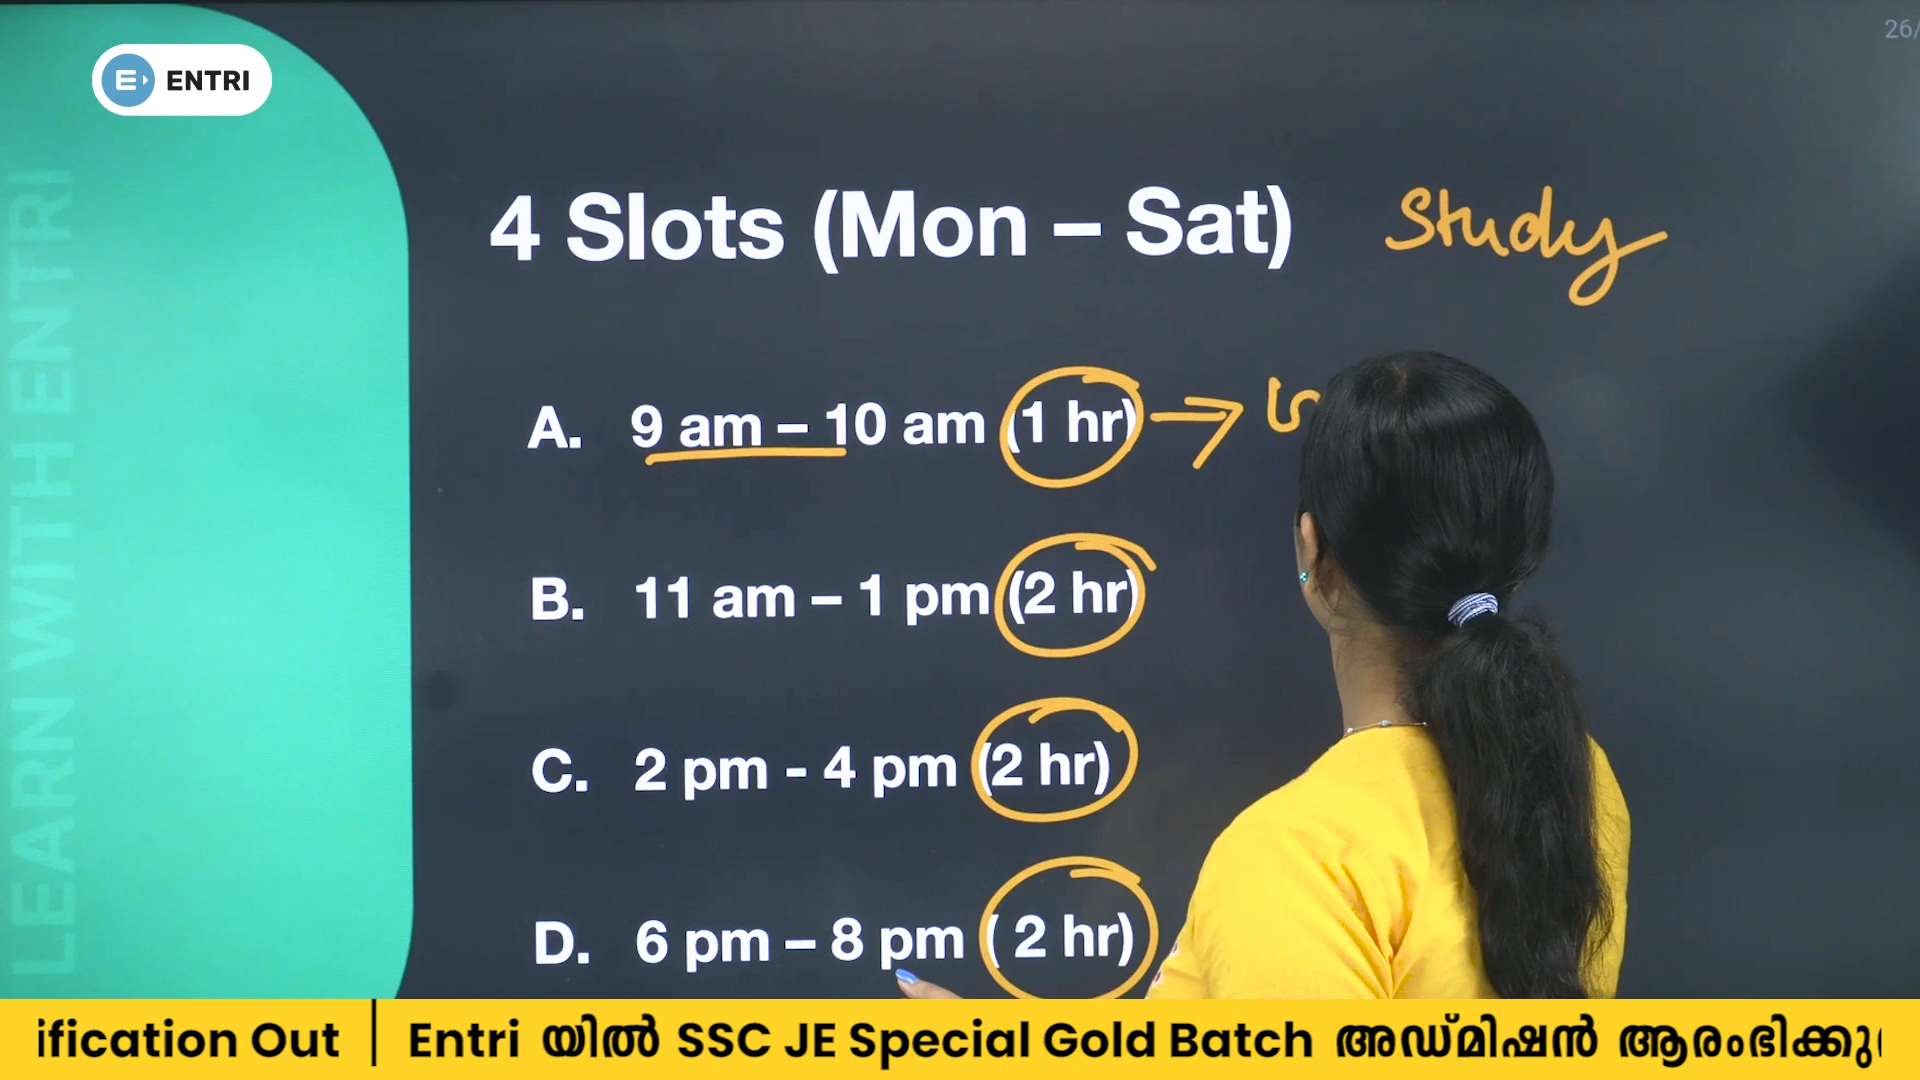 ENTRI
26/
LEARN WITH ENTRI
4 Slots (Mon – Sat) Study
A. 9 am – 10 am (1 hr) →
B. 11 am – 1 pm (2 hr)
C. 2 pm - 4 pm (2 hr)
D. 6 pm – 8 pm ( 2 hr)
ification Out | Entri യിൽ SSC JE Special Gold Batch അഡ്മിഷൻ ആരംഭിക്കു